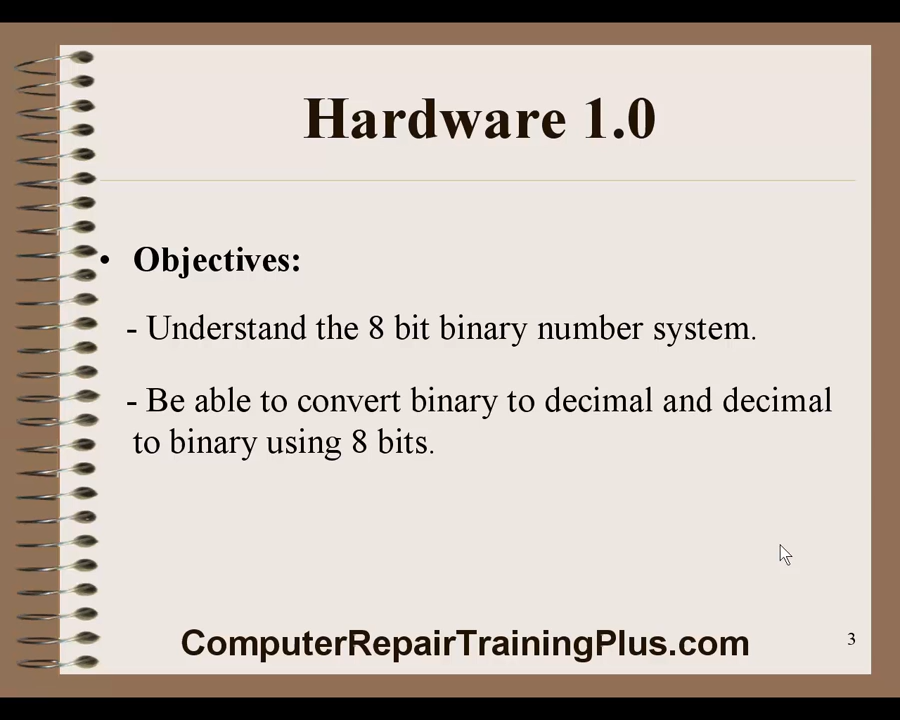 Hardware 1.0
• Objectives:
- Understand the 8 bit binary number system.
- Be able to convert binary to decimal and decimal
to binary using 8 bits.
ComputerRepairTrainingPlus.com
3